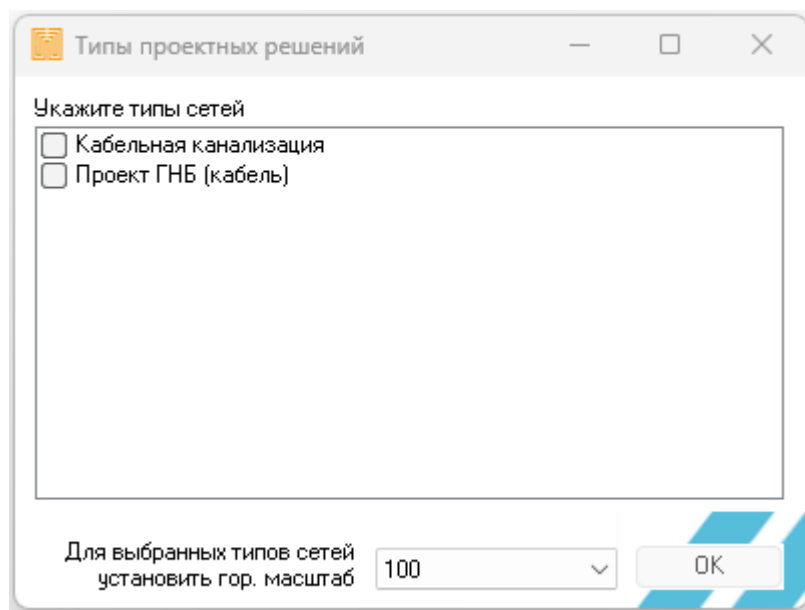 Типы проектных решений
Укажите типы сетей
Кабельная канализация
Проект ГНБ (кабель)
Для выбранных типов сетей
установить гор. масштаб
100
OK